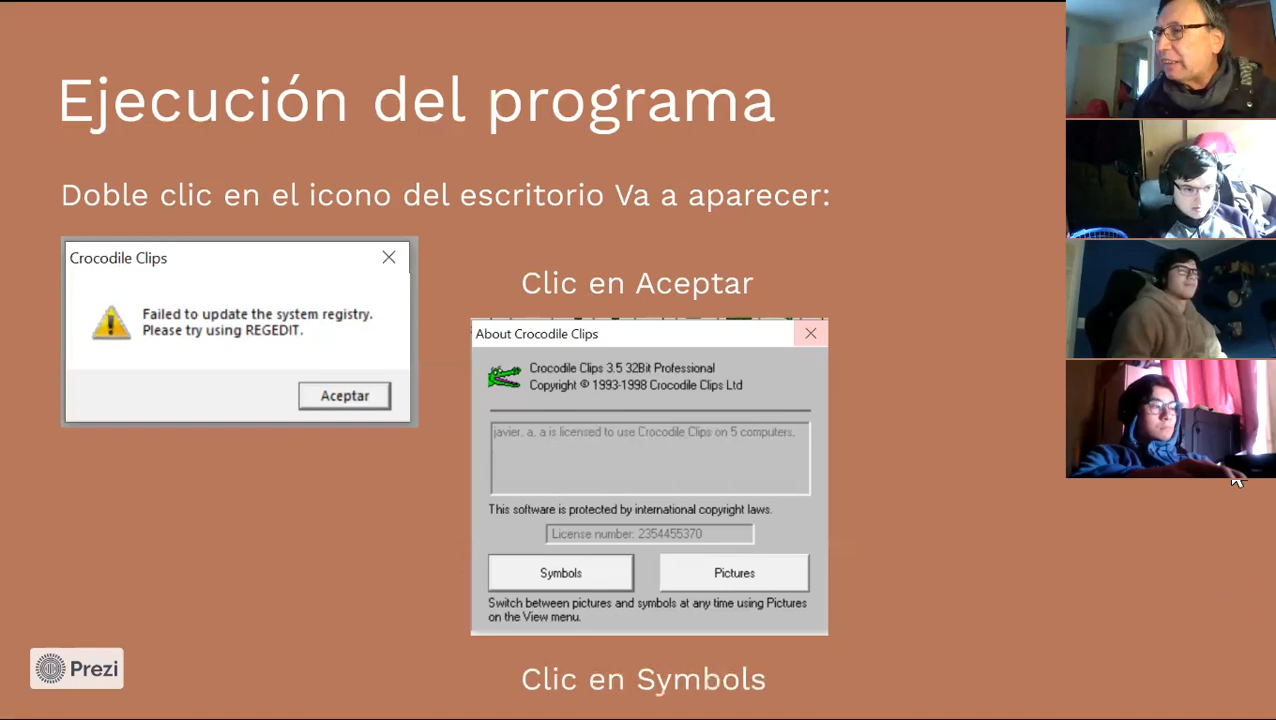 Ejecución del programa
Doble clic en el icono del escritorio Va a aparecer:
Crocodile Clips
Failed to update the system registry.
Please try using REGEDIT.
Aceptar
Clic en Aceptar
About Crocodile Clips
Crocodile Clips 3.5 32Bit Professional
Copyright © 1993-1998 Crocodile Clips Ltd
javier, a, a is licensed to use Crocodile Clips on 5 computers.
This software is protected by international copyright laws.
License number: 2354455370
Symbols
Pictures
Switch between pictures and symbols at any time using Pictures
on the View menu.
Clic en Symbols
Prezi